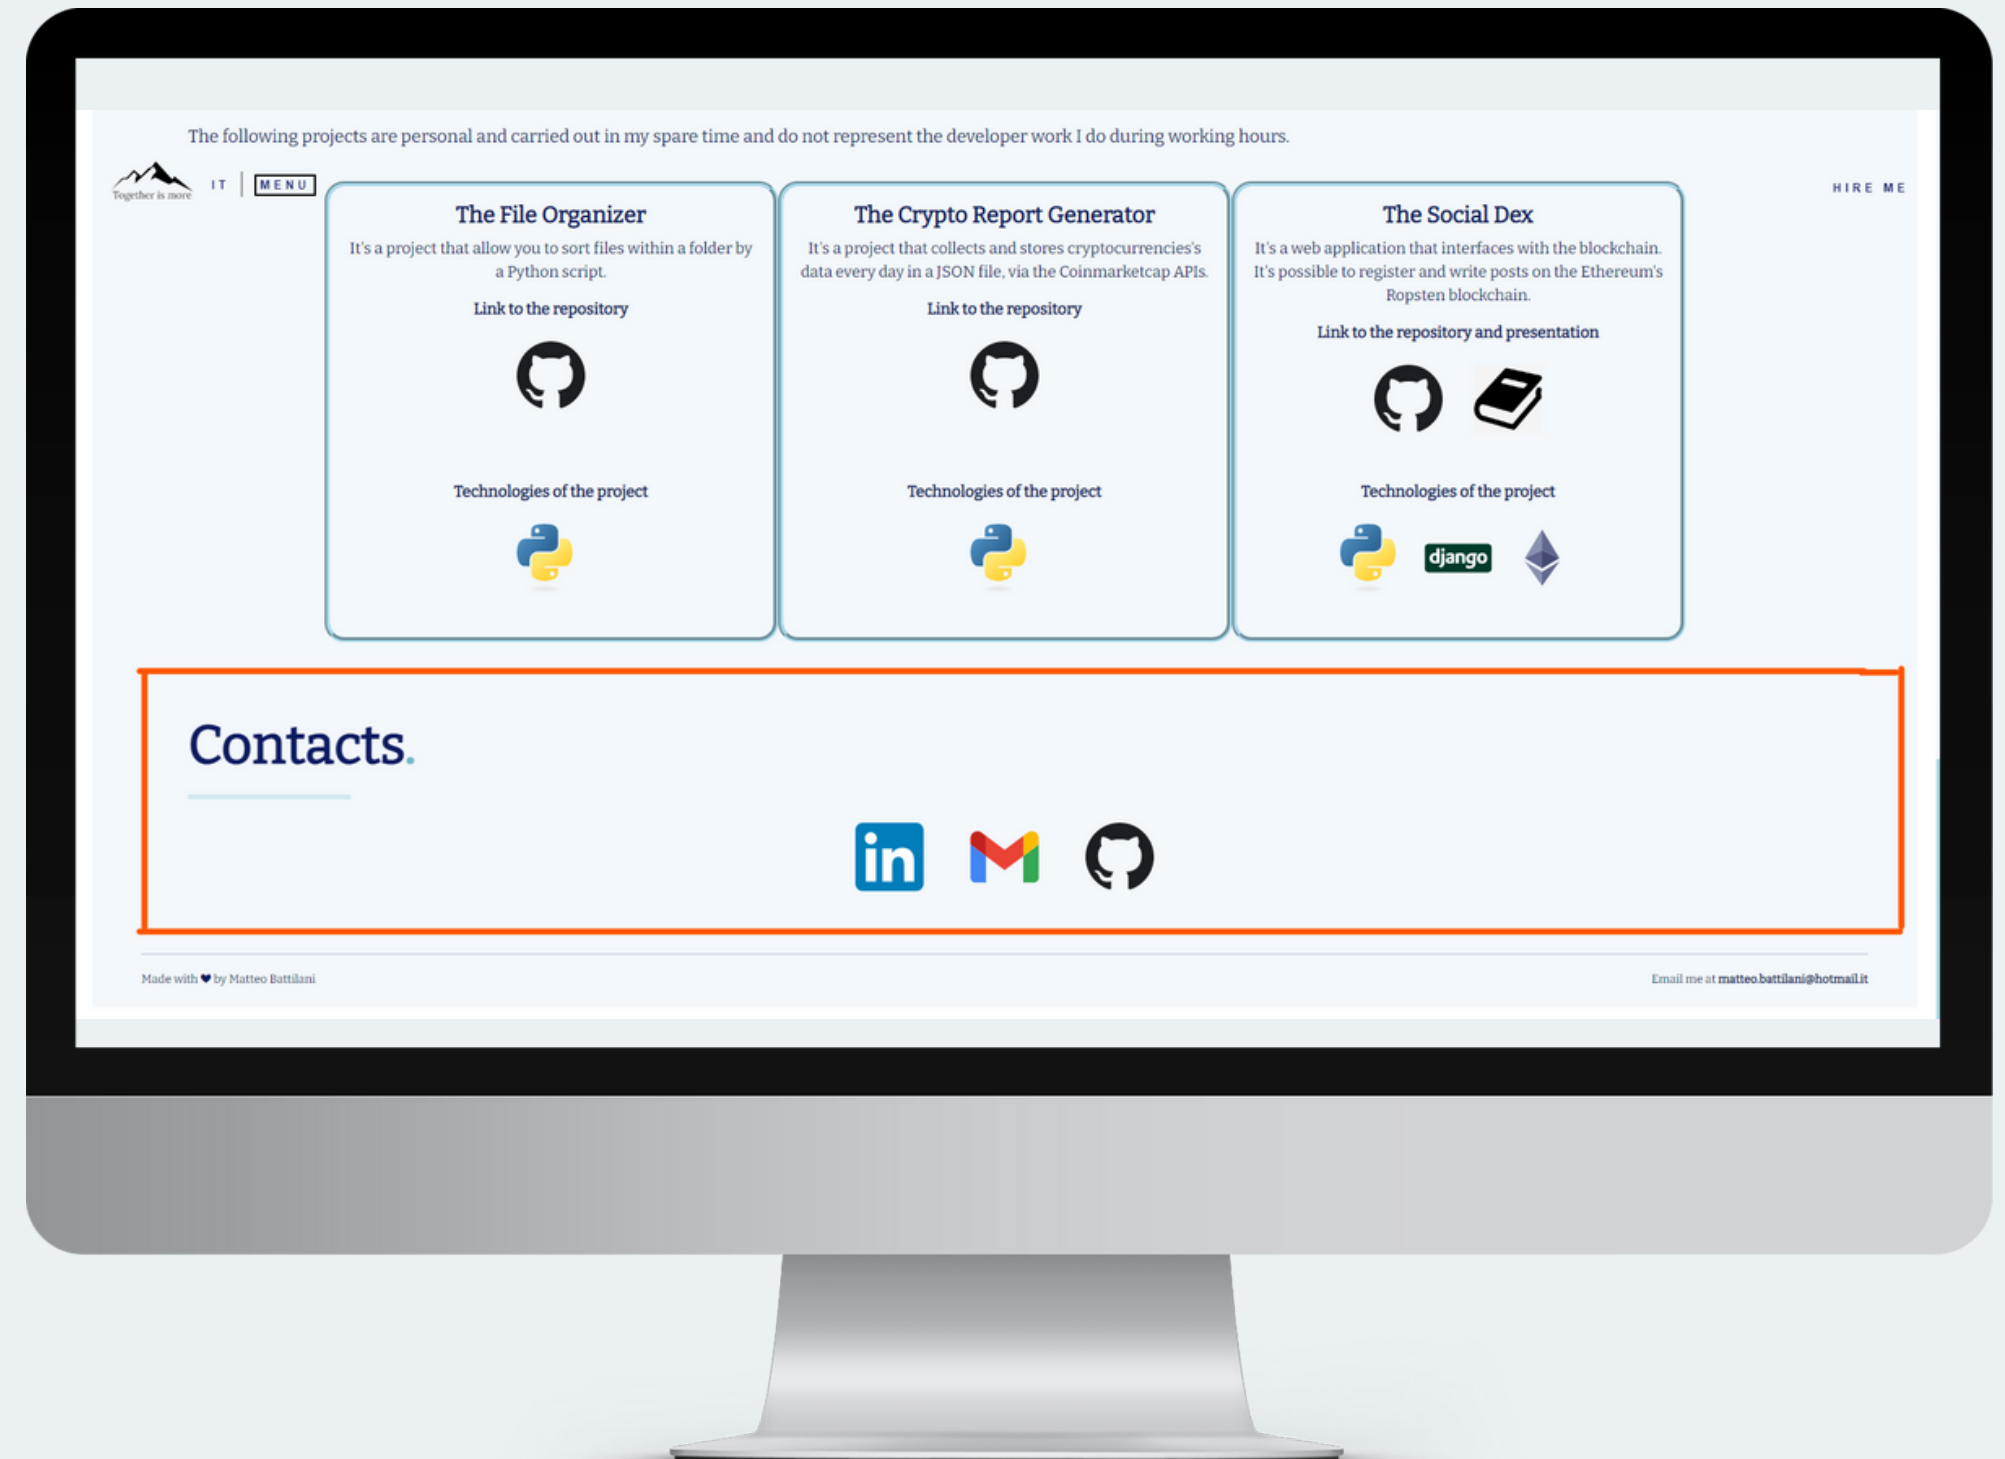 The following projects are personal and carried out in my spare time and do not represent the developer work I do during working hours.
Together is more
IT
MENU
HIRE ME
The File Organizer
It's a project that allow you to sort files within a folder by
a Python script.
Link to the repository
Technologies of the project
The Crypto Report Generator
It's a project that collects and stores cryptocurrencies's
data every day in a JSON file, via the Coinmarketcap APIs.
Link to the repository
Technologies of the project
The Social Dex
It's a web application that interfaces with the blockchain.
It's possible to register and write posts on the Ethereum's
Ropsten blockchain.
Link to the repository and presentation
Technologies of the project
django
Contacts.
in
Made with ♥ by Matteo Battilani
Email me at matteo.battilani@hotmail.it